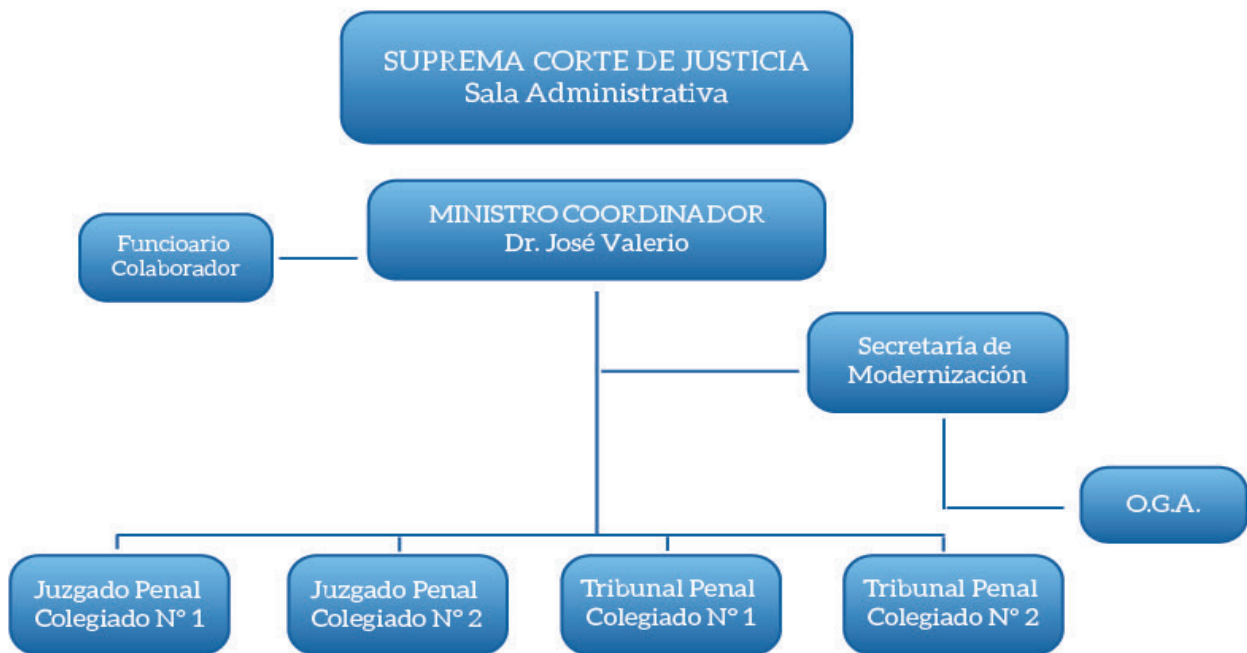 SUPREMA CORTE DE JUSTICIA
Sala Administrativa
MINISTRO COORDINADOR
Dr. José Valerio
Funcioario
Colaborador
Secretaría de
Modernización
O.G.A.
Juzgado Penal
Colegiado N° 1
Juzgado Penal
Colegiado N° 2
Tribunal Penal
Colegiado N° 1
Tribunal Penal
Colegiado N° 2